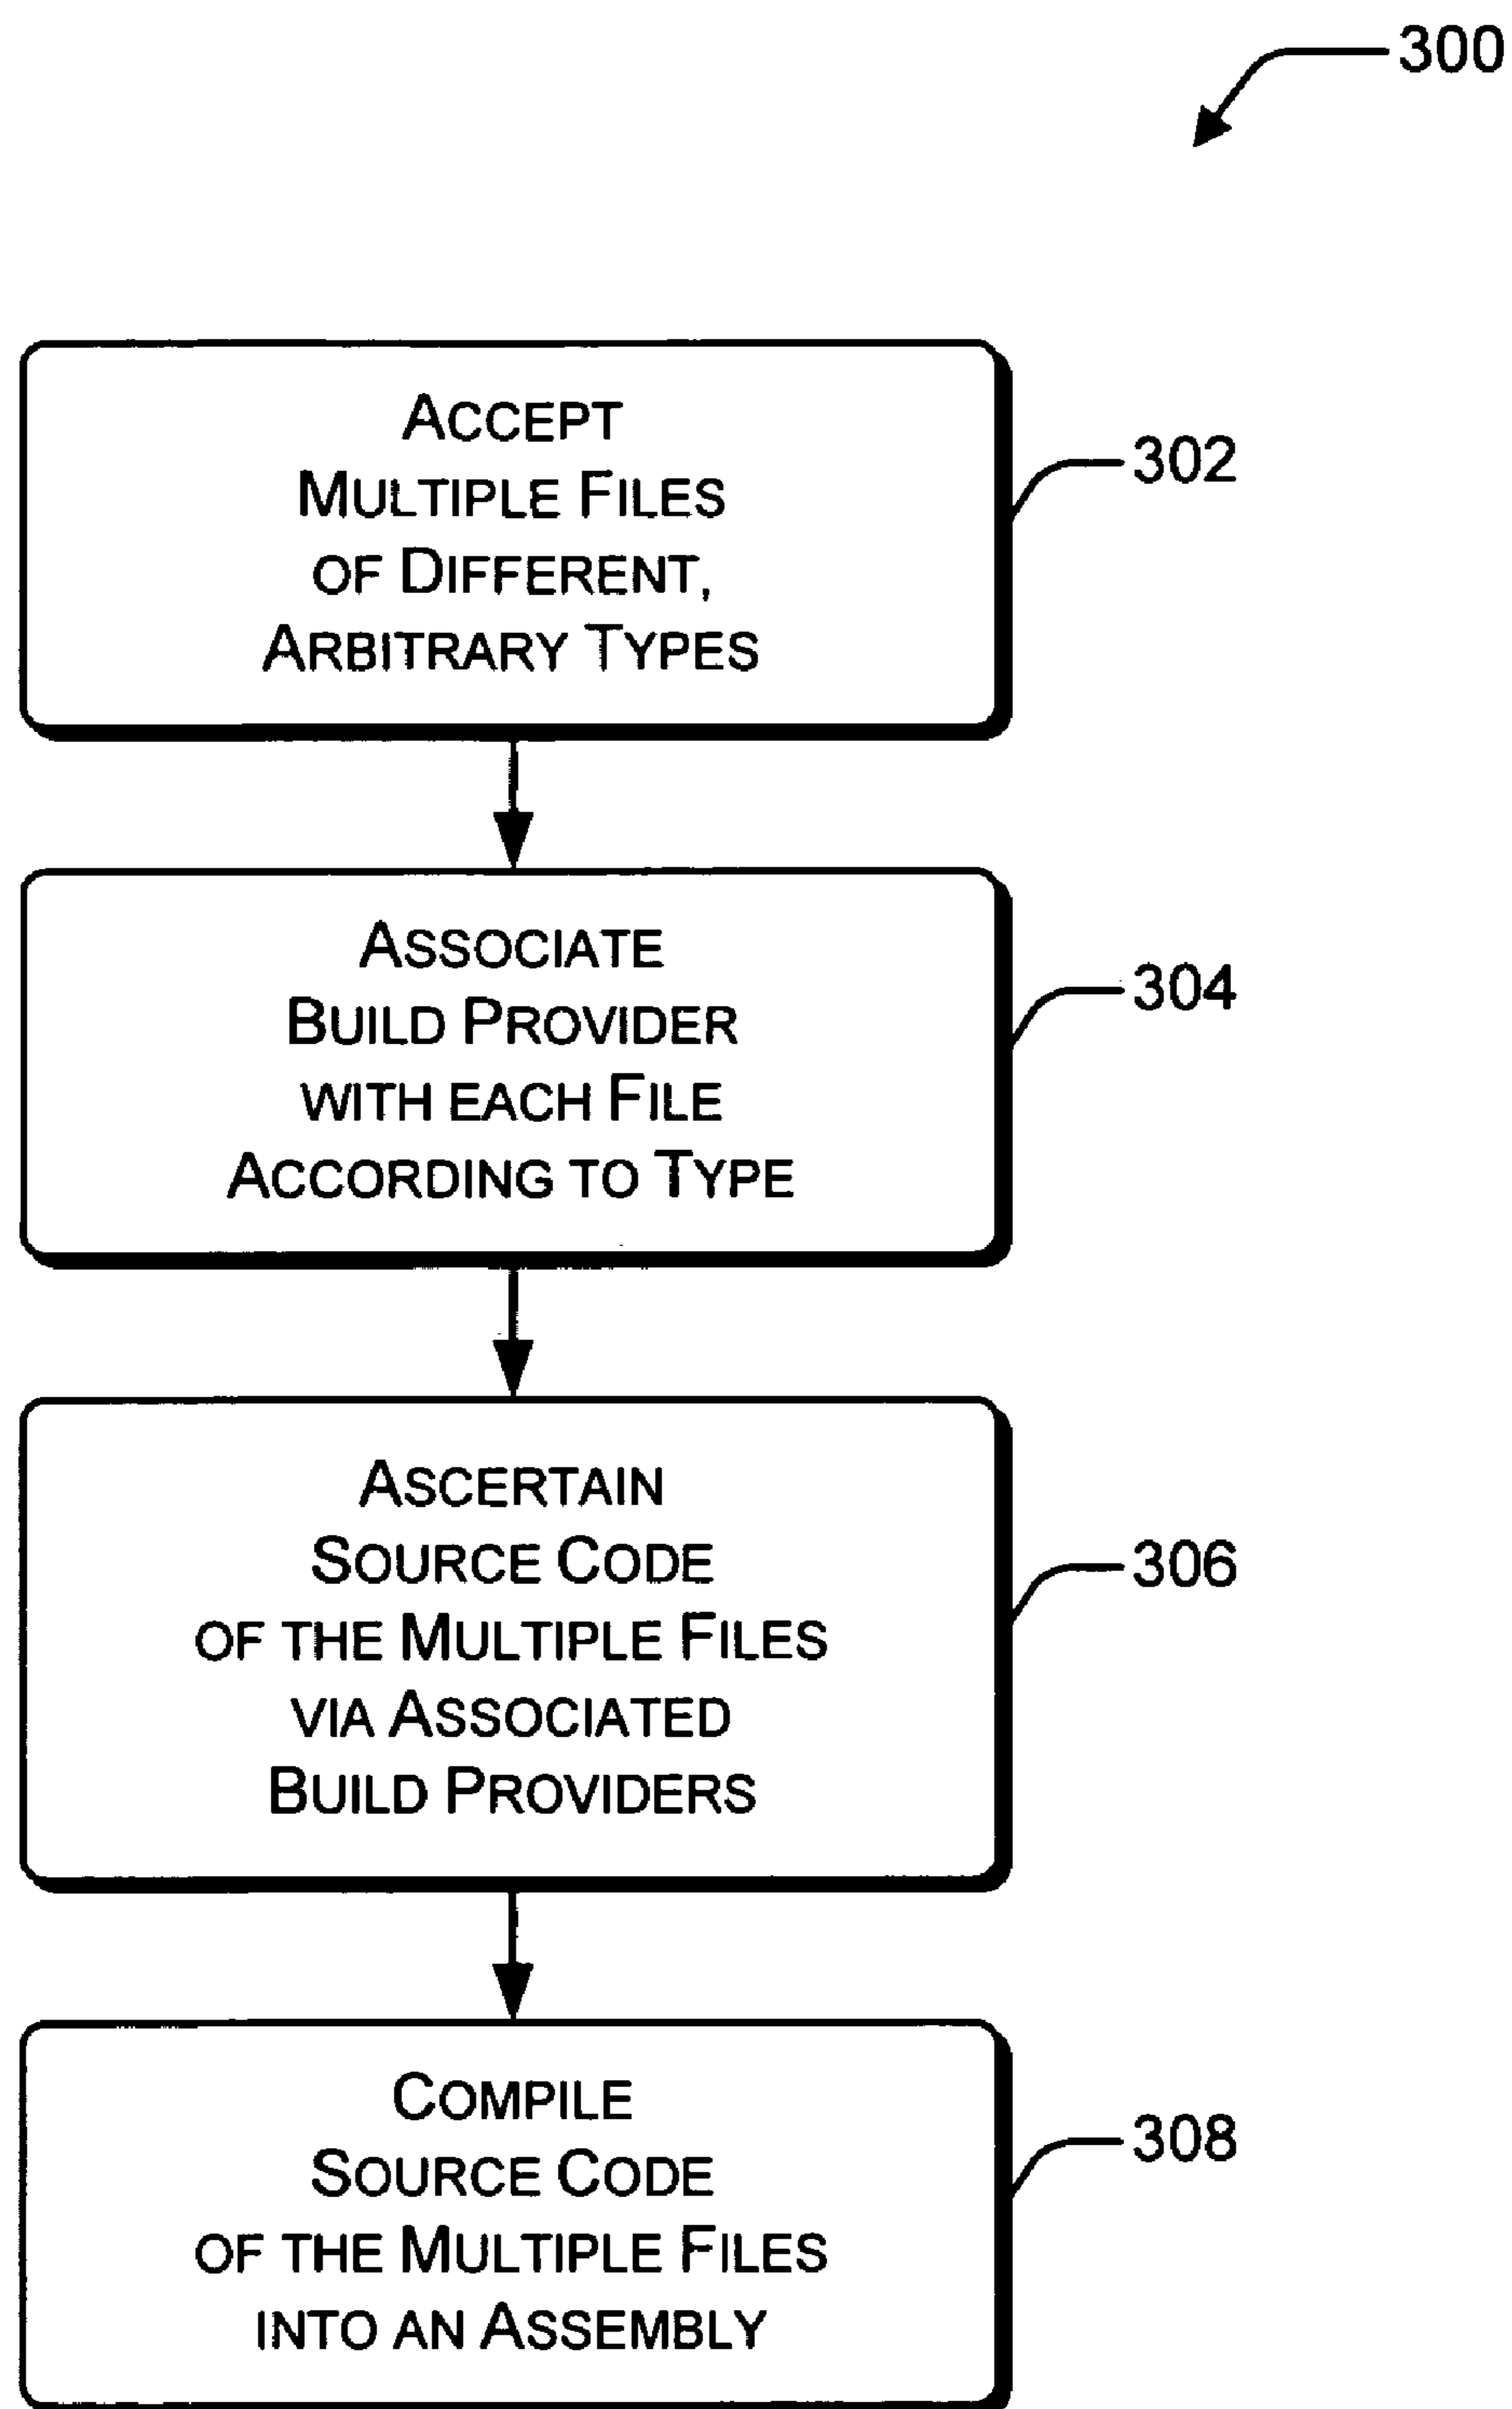 300
ACCEPT
MULTIPLE FILES
OF DIFFERENT,
ARBITRARY TYPES
302
ASSOCIATE
BUILD PROVIDER
WITH EACH FILE
ACCORDING TO TYPE
304
ASCERTAIN
SOURCE CODE
OF THE MULTIPLE FILES
VIA ASSOCIATED
BUILD PROVIDERS
306
COMPILE
SOURCE CODE
OF THE MULTIPLE FILES
INTO AN ASSEMBLY
308